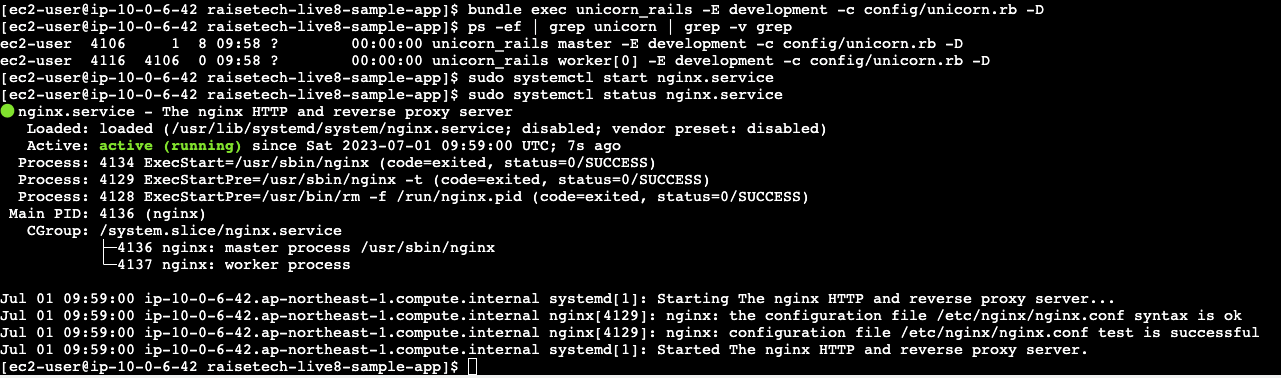 [ec2-user@ip-10-0-6-42 raisetech-live8-sample-app]$ bundle exec unicorn_rails -E development -c config/unicorn.rb -D
[ec2-user@ip-10-0-6-42 raisetech-live8-sample-app]$ ps -ef | grep unicorn | grep -v grep
ec2-user  4106     1  8 09:58 ?        00:00:00 unicorn_rails master -E development -c config/unicorn.rb -D
ec2-user  4116  4106  0 09:58 ?        00:00:00 unicorn_rails worker[0] -E development -c config/unicorn.rb -D
[ec2-user@ip-10-0-6-42 raisetech-live8-sample-app]$ sudo systemctl start nginx.service
[ec2-user@ip-10-0-6-42 raisetech-live8-sample-app]$ sudo systemctl status nginx.service
● nginx.service - The nginx HTTP and reverse proxy server
   Loaded: loaded (/usr/lib/systemd/system/nginx.service; disabled; vendor preset: disabled)
   Active: active (running) since Sat 2023-07-01 09:59:00 UTC; 7s ago
  Process: 4134 ExecStart=/usr/sbin/nginx (code=exited, status=0/SUCCESS)
  Process: 4129 ExecStartPre=/usr/sbin/nginx -t (code=exited, status=0/SUCCESS)
  Process: 4128 ExecStartPre=/usr/bin/rm -f /run/nginx.pid (code=exited, status=0/SUCCESS)
 Main PID: 4136 (nginx)
   CGroup: /system.slice/nginx.service
           ├─4136 nginx: master process /usr/sbin/nginx
           └─4137 nginx: worker process

Jul 01 09:59:00 ip-10-0-6-42.ap-northeast-1.compute.internal systemd[1]: Starting The nginx HTTP and reverse proxy server...
Jul 01 09:59:00 ip-10-0-6-42.ap-northeast-1.compute.internal nginx[4129]: nginx: the configuration file /etc/nginx/nginx.conf syntax is ok
Jul 01 09:59:00 ip-10-0-6-42.ap-northeast-1.compute.internal nginx[4129]: nginx: configuration file /etc/nginx/nginx.conf test is successful
Jul 01 09:59:00 ip-10-0-6-42.ap-northeast-1.compute.internal systemd[1]: Started The nginx HTTP and reverse proxy server.
[ec2-user@ip-10-0-6-42 raisetech-live8-sample-app]$